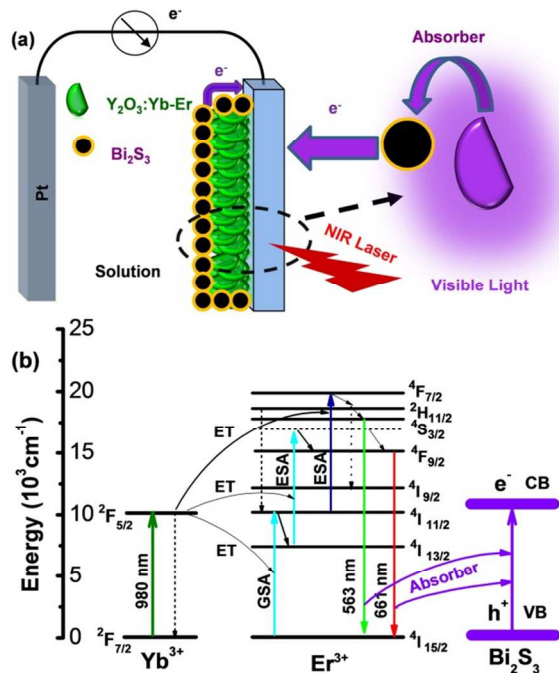 (a)
e-
Absorber
e-
Y2O3:Yb-Er
e-
Bi2S3
Pt
NIR Laser
Solution
Visible Light
(b)
Energy (10³cm⁻¹)
25
20
15
10
5
0
⁴F7/2
²H11/2
⁴S3/2
⁴F9/2
⁴I9/2
⁴I11/2
⁴I13/2
⁴I15/2
ET
ET
ET
ESA
ESA
GSA
²F5/2
²F7/2
980 nm
563 nm
661 nm
Absorber
e- CB
h+ VB
Yb³⁺
Er³⁺
Bi2S3